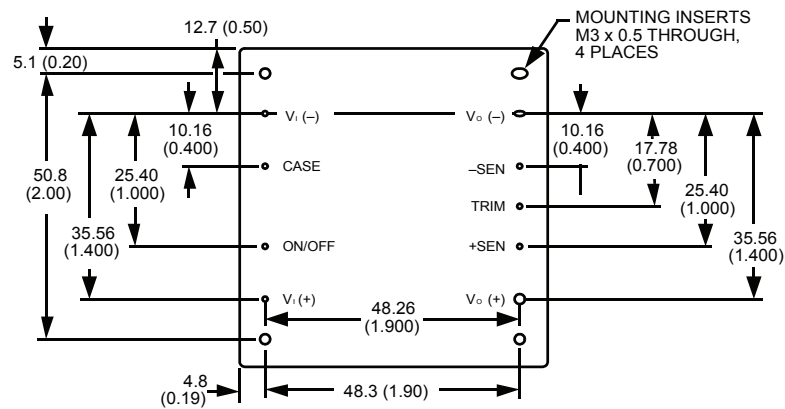 12.7 (0.50)
MOUNTING INSERTS
M3 x 0.5 THROUGH,
4 PLACES
5.1 (0.20)
VI (–)
VO (–)
10.16
(0.400)
10.16
(0.400)
17.78
(0.700)
50.8
(2.00)
25.40
(1.000)
CASE
–SEN
25.40
(1.000)
TRIM
35.56
(1.400)
ON/OFF
+SEN
35.56
(1.400)
VI (+)
VO (+)
48.26
(1.900)
4.8
(0.19)
48.3 (1.90)